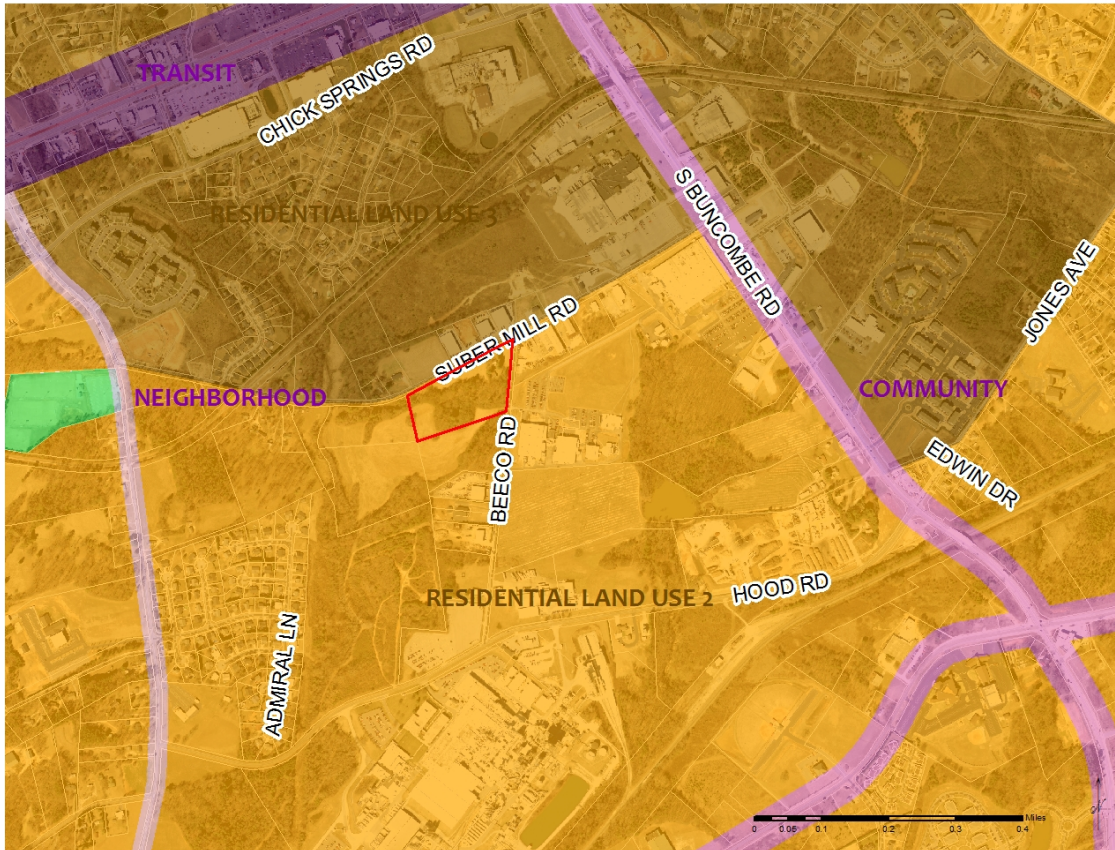 TRANSIT
CHICK SPRINGS RD
RESIDENTIAL LAND USE 3
S BUNCOMBE RD
JONES AVE
SUBER MILL RD
NEIGHBORHOOD
COMMUNITY
BEECO RD
EDWIN DR
HOOD RD
RESIDENTIAL LAND USE 2
ADMIRAL LN
Miles
0 0.05 0.1 0.2 0.3 0.4
N